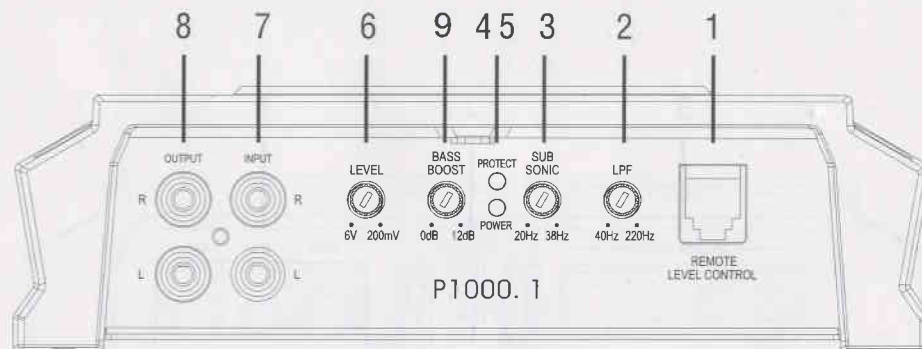 8 7 6 9 4 5 3 2 1
OUTPUT INPUT LEVEL BASS BOOST PROTECT SUB SONIC LPF
R R
POWER
6V 200mV 0dB 12dB 20Hz 38Hz 40Hz 220Hz
L L
REMOTE
LEVEL CONTROL
P1000.1